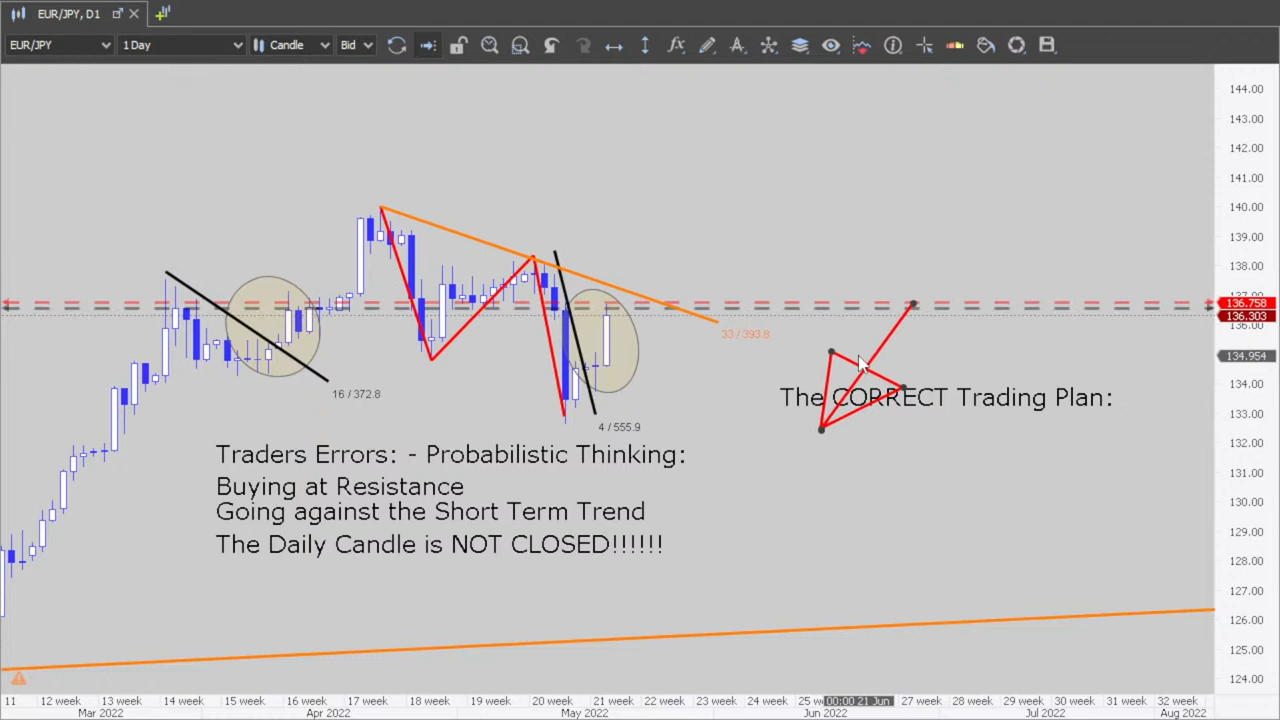 EUR/JPY, D1
EUR/JPY 1 Day Candle Bid
144.00
143.00
142.00
141.00
140.00
139.00
138.00
136.758
136.303
136.00
134.954
134.00
133.00
132.00
131.00
130.00
129.00
128.00
127.00
126.00
125.00
124.00
33 / 393.8
16 / 372.8
4 / 555.9
The CORRECT Trading Plan:
Traders Errors: - Probabilistic Thinking:
Buying at Resistance
Going against the Short Term Trend
The Daily Candle is NOT CLOSED!!!!!!
11 12 week 13 week 14 week 15 week 16 week 17 week 18 week 19 week 20 week 21 week 22 week 23 week 24 week 25 w 00:00 21 Jun 27 week 28 week 29 week 30 week 31 week 32 week
Mar 2022 Apr 2022 May 2022 Jun 2022 Jul 2022 Aug 2022